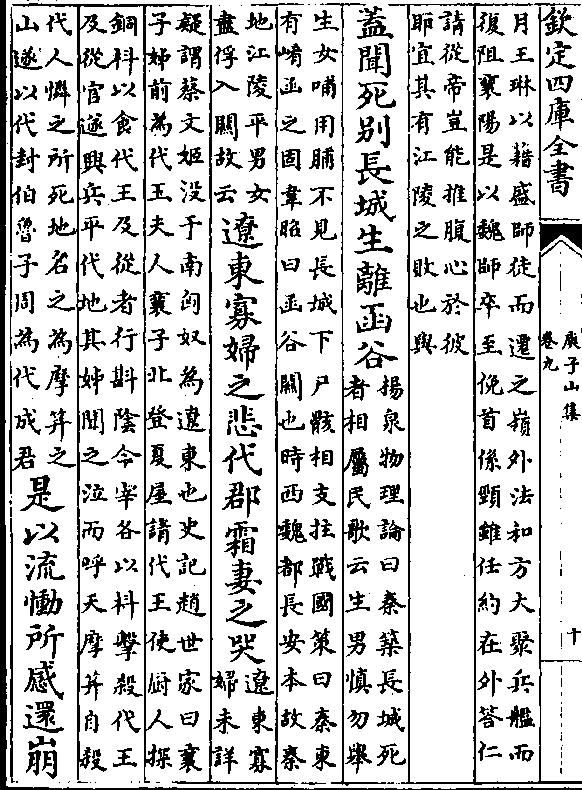 欽定四庫全書
庾子山集
卷九
十
月王琳以藉盛師徒而還之嶺外法和方大聚兵艦而
復阻襄陽是以魏師卒至俛首係頸雖任約在外荅仁
請從帝豈能推腹心於彼
耶宜其有江陵之敗也與
蓋聞死别長城生離函谷
揚泉物理論曰秦築長城死
者相屬民歌云生男慎勿舉
生女哺用脯不見長城下尸骸相支拄戰國策曰秦東
有崤函之固韋昭曰函谷關也時西魏都長安本故秦
地江陵平男女
盡俘入關故云
遼東寡婦之悲代郡霜妻之哭
遼東寡
婦未詳
疑謂蔡文姬没于南匈奴為遼東也史記趙世家曰襄
子姊前為代王夫人襄子北登夏屋請代王使厨人操
銅枓以食代王及從者行斟隂令宰各以枓擊殺代王
及從官遂興兵平代地其姊聞之泣而呼天摩笄自殺
代人憐之所死地名之為摩笄之
山遂以代封伯魯子周為代成君
是以流慟所感還崩